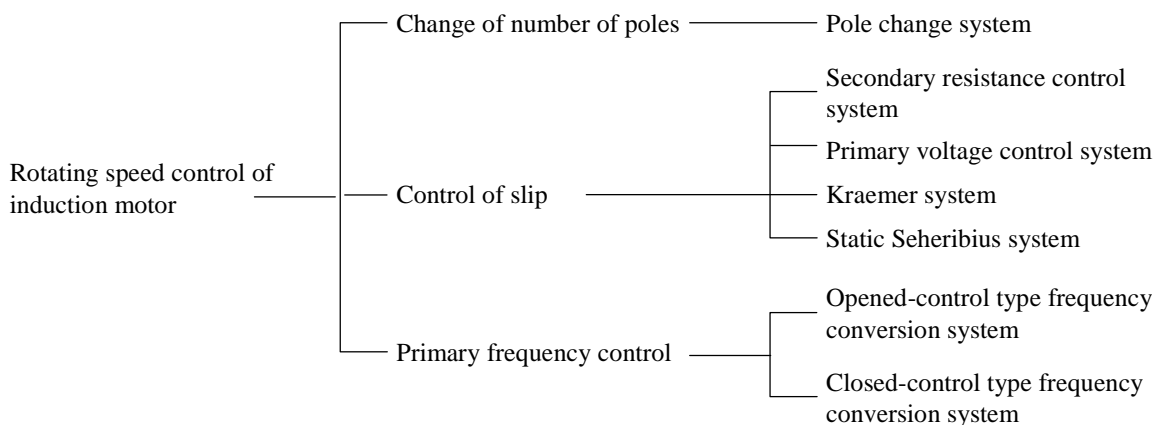 Rotating speed control of
induction motor
Change of number of poles
Pole change system
Control of slip
Secondary resistance control
system
Primary voltage control system
Kraemer system
Static Seheribius system
Primary frequency control
Opened-control type frequency
conversion system
Closed-control type frequency
conversion system